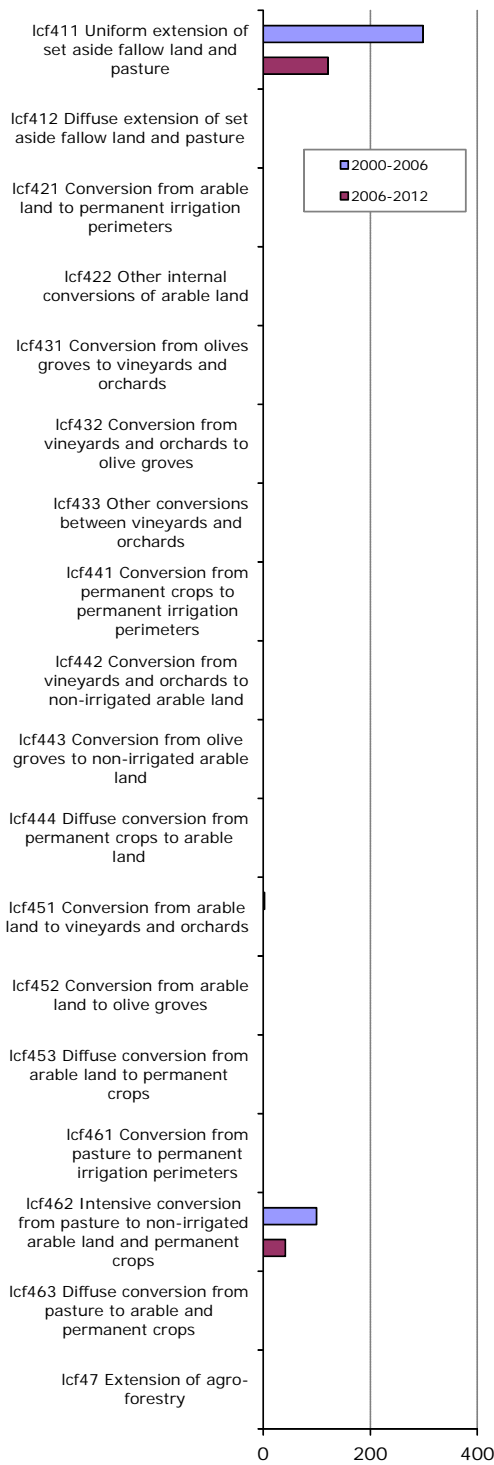 lcf411 Uniform extension of
set aside fallow land and
pasture
lcf412 Diffuse extension of set
aside fallow land and pasture
2000-2006
2006-2012
lcf421 Conversion from arable
land to permanent irrigation
perimeters
lcf422 Other internal
conversions of arable land
lcf431 Conversion from olives
groves to vineyards and
orchards
lcf432 Conversion from
vineyards and orchards to
olive groves
lcf433 Other conversions
between vineyards and
orchards
lcf441 Conversion from
permanent crops to
permanent irrigation
perimeters
lcf442 Conversion from
vineyards and orchards to
non-irrigated arable land
lcf443 Conversion from olive
groves to non-irrigated arable
land
lcf444 Diffuse conversion from
permanent crops to arable
land
lcf451 Conversion from arable
land to vineyards and orchards
lcf452 Conversion from arable
land to olive groves
lcf453 Diffuse conversion from
arable land to permanent
crops
lcf461 Conversion from
pasture to permanent
irrigation perimeters
lcf462 Intensive conversion
from pasture to non-irrigated
arable land and permanent
crops
lcf463 Diffuse conversion from
pasture to arable and
permanent crops
lcf47 Extension of agro-
forestry
0 200 400